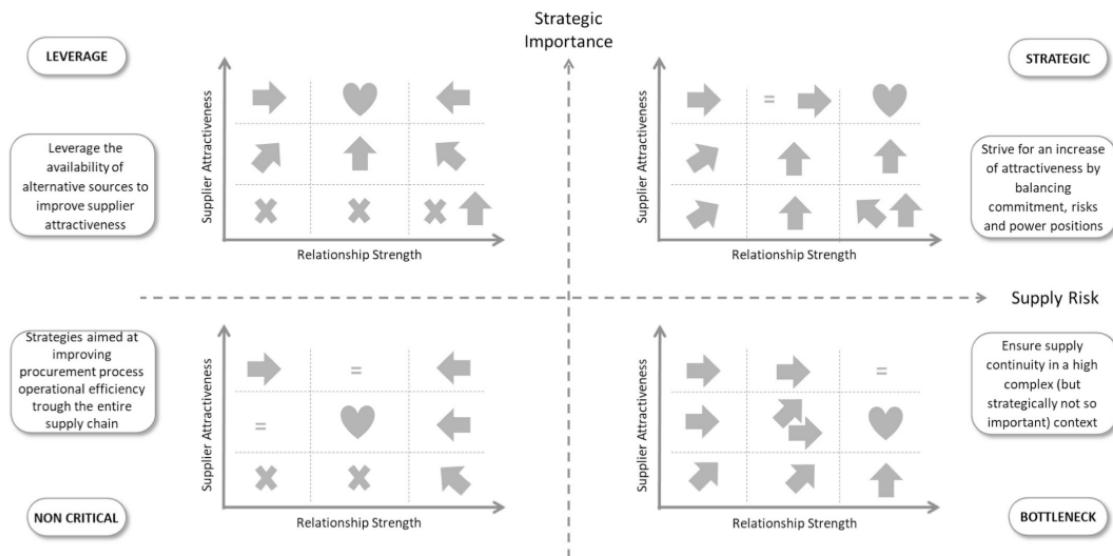 Strategic
Importance
LEVERAGE
STRATEGIC
Supplier Attractiveness
Relationship Strength
Leverage the
availability of
alternative sources to
improve supplier
attractiveness
Supplier Attractiveness
=
Relationship Strength
Strive for an increase
of attractiveness by
balancing
commitment, risks
and power positions
Supply Risk
Strategies aimed at
improving
procurement process
operational efficiency
trough the entire
supply chain
Supplier Attractiveness
=
=
Relationship Strength
NON CRITICAL
Supplier Attractiveness
=
Relationship Strength
Ensure supply
continuity in a high
complex (but
strategically not so
important) context
BOTTLENECK